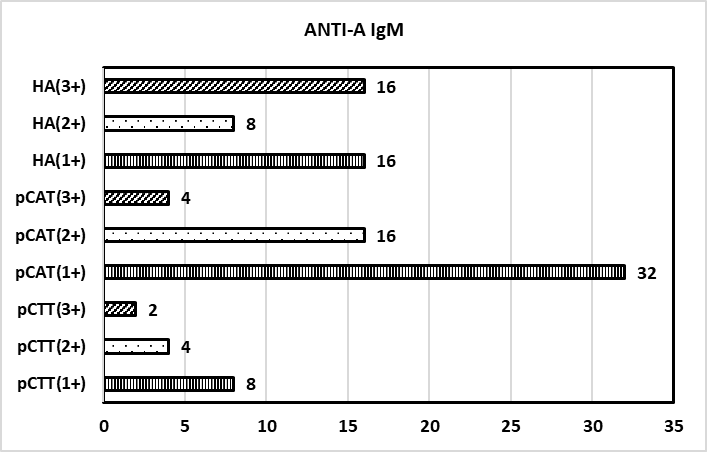 ANTI-A IgM
HA(3+) 16
HA(2+) 8
HA(1+) 16
pCAT(3+) 4
pCAT(2+) 16
pCAT(1+) 32
pCTT(3+) 2
pCTT(2+) 4
pCTT(1+) 8
0 5 10 15 20 25 30 35